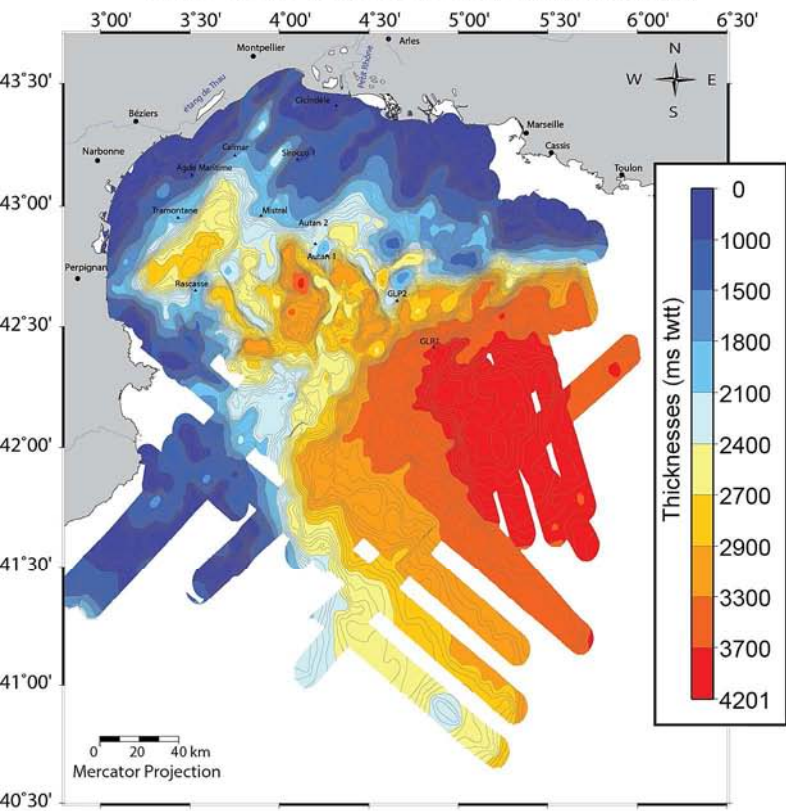 3°00' 3°30' 4°00' 4°30' 5°00' 5°30' 6°00' 6°30'
Arles
Montpellier
Petit Rhône
N
W E
S
43°30'
étang de Thau
Cicindèle
Béziers
Marseille
Calmar
Sirocco 1
Cassis
Narbonne
Agde Maritime
Toulon
43°00'
Tramontane
Mistral
Autan 2
Autan 1
Perpignan
Rascasse
GLP2
42°30'
GLP1
42°00'
41°30'
41°00'
40°30'
0 20 40 km
Mercator Projection
Thicknesses (ms twtt)
0
1000
1500
1800
2100
2400
2700
2900
3300
3700
4201